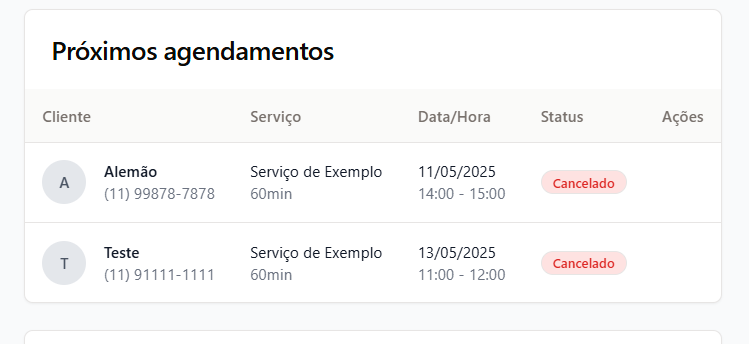 Próximos agendamentos
Cliente Serviço Data/Hora Status Ações
A Alemão Serviço de Exemplo 11/05/2025 Cancelado
(11) 99878-7878 60min 14:00 - 15:00
T Teste Serviço de Exemplo 13/05/2025 Cancelado
(11) 91111-1111 60min 11:00 - 12:00